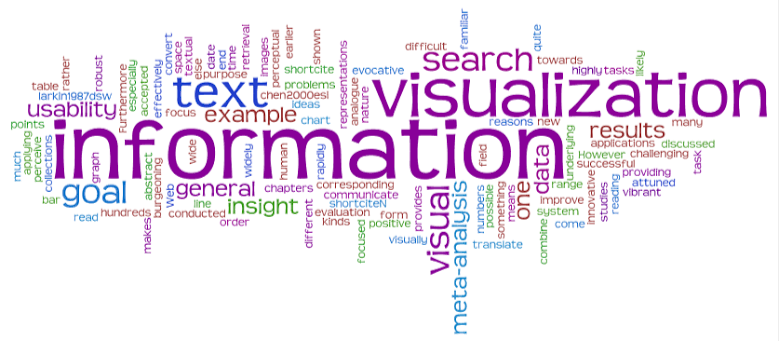 familiar
quite
difficult
search
towards
highly
tasks
likely
visualization
convert
space
textual
else
date
end
time
retrieval
images
perceptual
earlier
shown
shortcite
evocative
representations
analogue
nature
purpose
problems
ideas
chart
text
example
focus
chen2000esl
table
rather
robust
larkin1987dsw
usability
Furthermore
especially
accepted
effectively
points
information
reasons
new
results
many
applications
discussed
However
challenging
successful
providing
attuned
vibrant
task
much
applying
perceive
collections
bar
graph
goal
read
hundreds
abstract
burgeoning
makes
wide
Web
line
conducted
general
widely
order
insight
human
chapters
rapidly
different
corresponding
communicate
shortciteN
evaluation
form
kinds
focused
positive
visually
provides
visual
meta-analysis
field
numbers
possible
something
means
translate
one
data
underlying
range
improve
system
combine
come
innovative
studies
reading